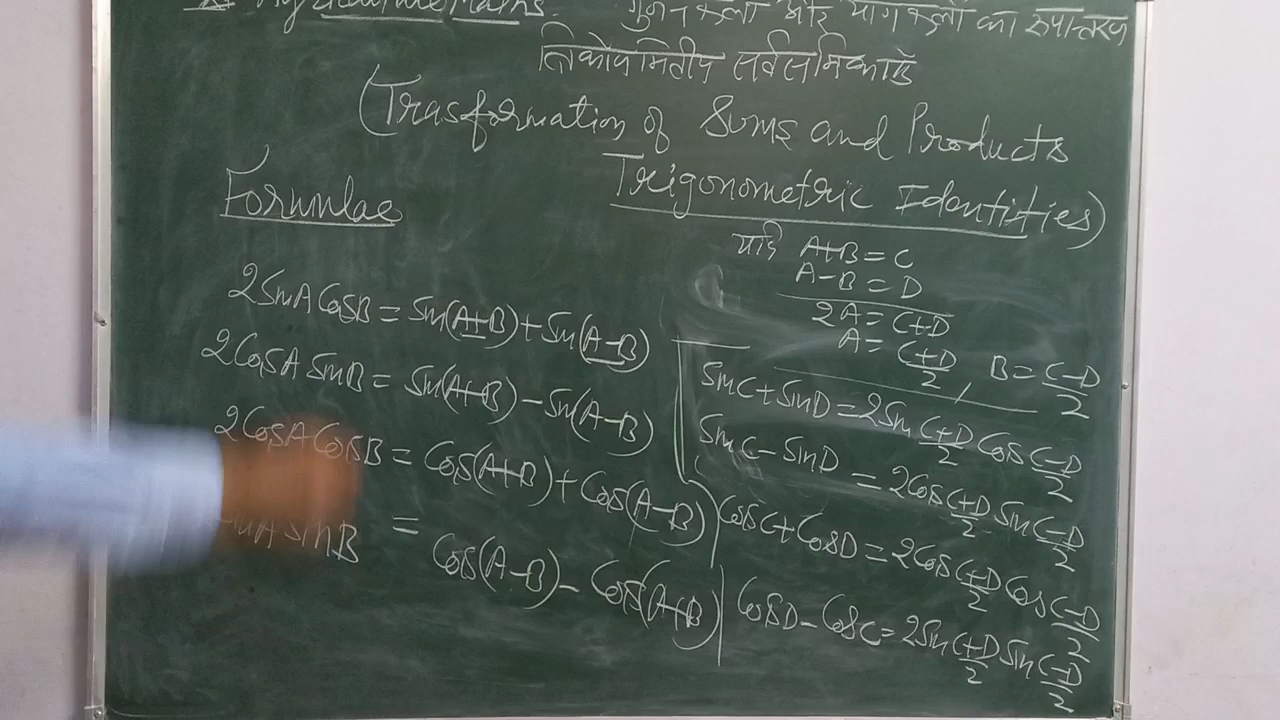 Maths.
गुणनफलों और योगफलों का रूपान्तरण
त्रिकोणमितीय सर्वसमिकाऐं
(Trasformation of Sums and Products
Trigonometric Identities)
Formulae
2SinA CosB = Sin(A+B) + Sin(A-B)
2CosA SinB = Sin(A+B) - Sin(A-B)
2CosA CosB = Cos(A+B) + Cos(A-B)
SinB = Cos(A-B) - Cos(A+B)
यदि A+B = C
A-B = D
2A = C+D
A = C+D/2 , B = C-D/2
SinC + SinD = 2Sin C+D/2 Cos C-D/2
SinC - SinD = 2Cos C+D/2 Sin C-D/2
CosC + CosD = 2Cos C+D/2 Cos C-D/2
CosD - CosC = 2Sin C+D/2 Sin C-D/2